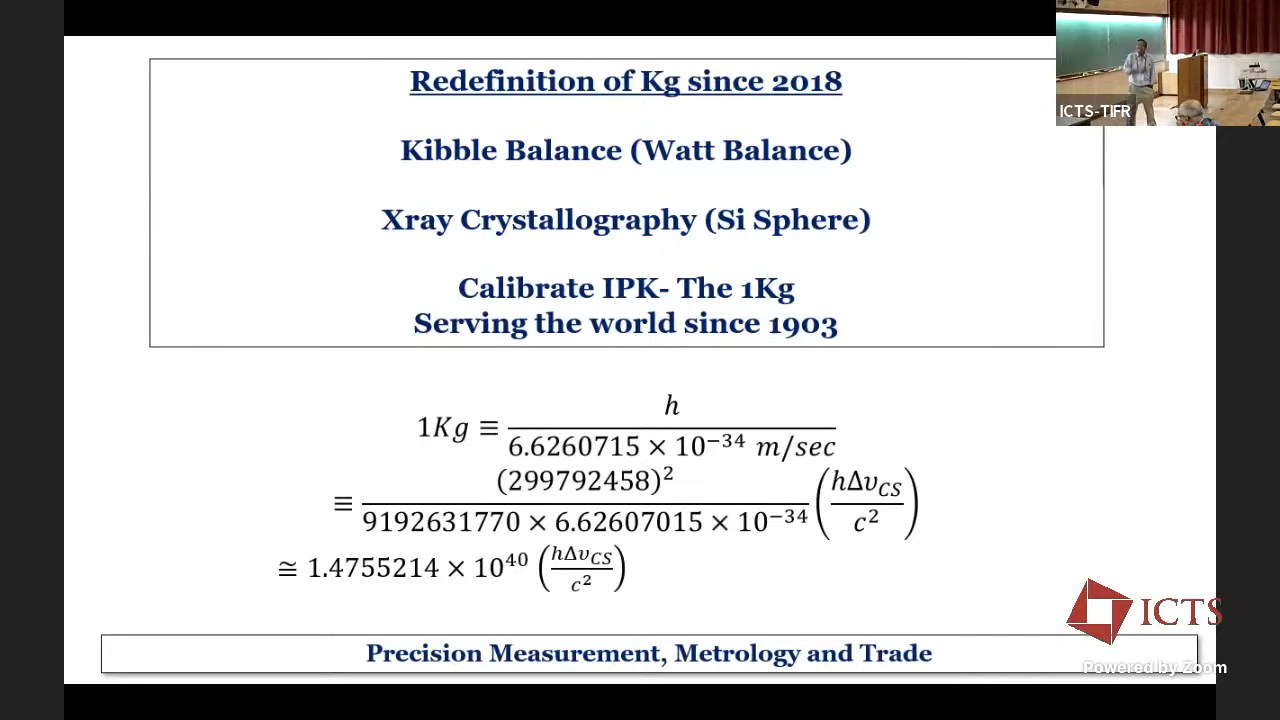 Redefinition of Kg since 2018
Kibble Balance (Watt Balance)
Xray Crystallography (Si Sphere)
Calibrate IPK- The 1Kg
Serving the world since 1903
1Kg ≡ h / 6.6260715 × 10⁻³⁴ m/sec
≡ (299792458)² / 9192631770 × 6.62607015 × 10⁻³⁴ (hΔυ_CS / c²)
≅ 1.4755214 × 10⁴⁰ (hΔυ_CS / c²)
Precision Measurement, Metrology and Trade
ICTS-TIFR
ICTS
Powered by Zoom